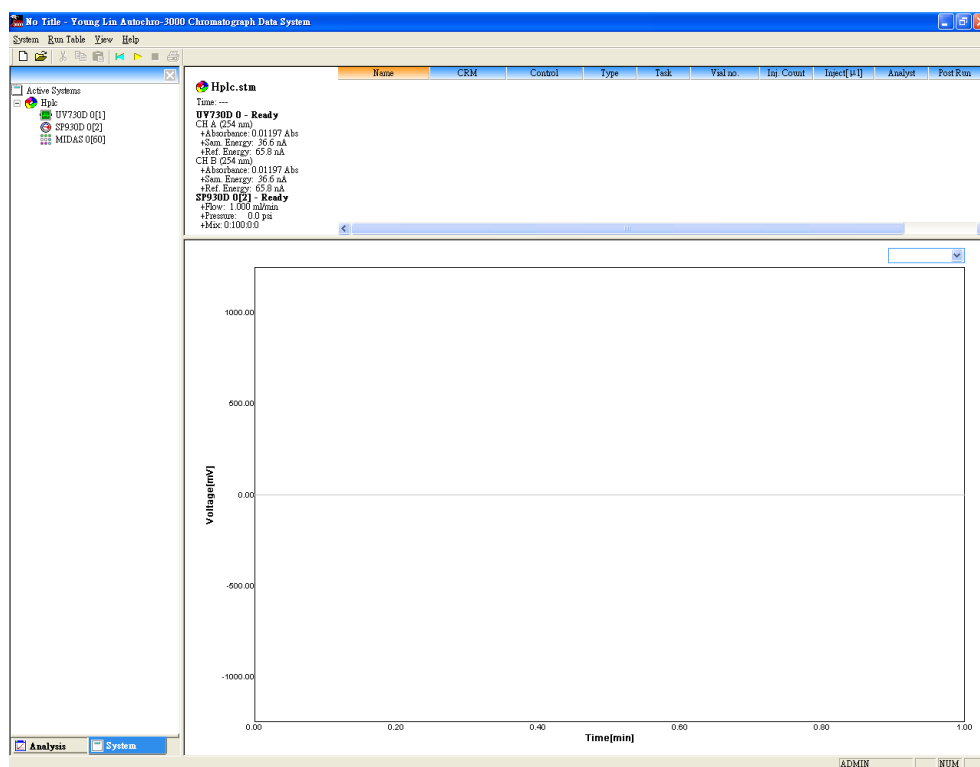 No Title - Young Lin Autochro-3000 Chromatograph Data System
System Run Table View Help
Active Systems
Hplc
UV730D 0[1]
SP930D 0[2]
MIDAS 0[60]
Hplc.stm
Time: ---
UV730D 0 - Ready
CH A (254 nm)
+Absorbance: 0.01197 Abs
+Sam. Energy: 36.6 nA
+Ref. Energy: 65.8 nA
CH B (254 nm)
+Absorbance: 0.01197 Abs
+Sam. Energy: 36.6 nA
+Ref. Energy: 65.8 nA
SP930D 0[2] - Ready
+Flow: 1.000 ml/min
+Pressure: 0.0 psi
+Mix: 0:100:0:0
Name CRM Control Type Task Vial no. Inj. Count Inject[µl] Analyst Post Run
1000.00
500.00
0.00
-500.00
-1000.00
Voltage[mV]
0.00 0.20 0.40 0.60 0.80 1.00
Time[min]
Analysis System
ADMIN NUM